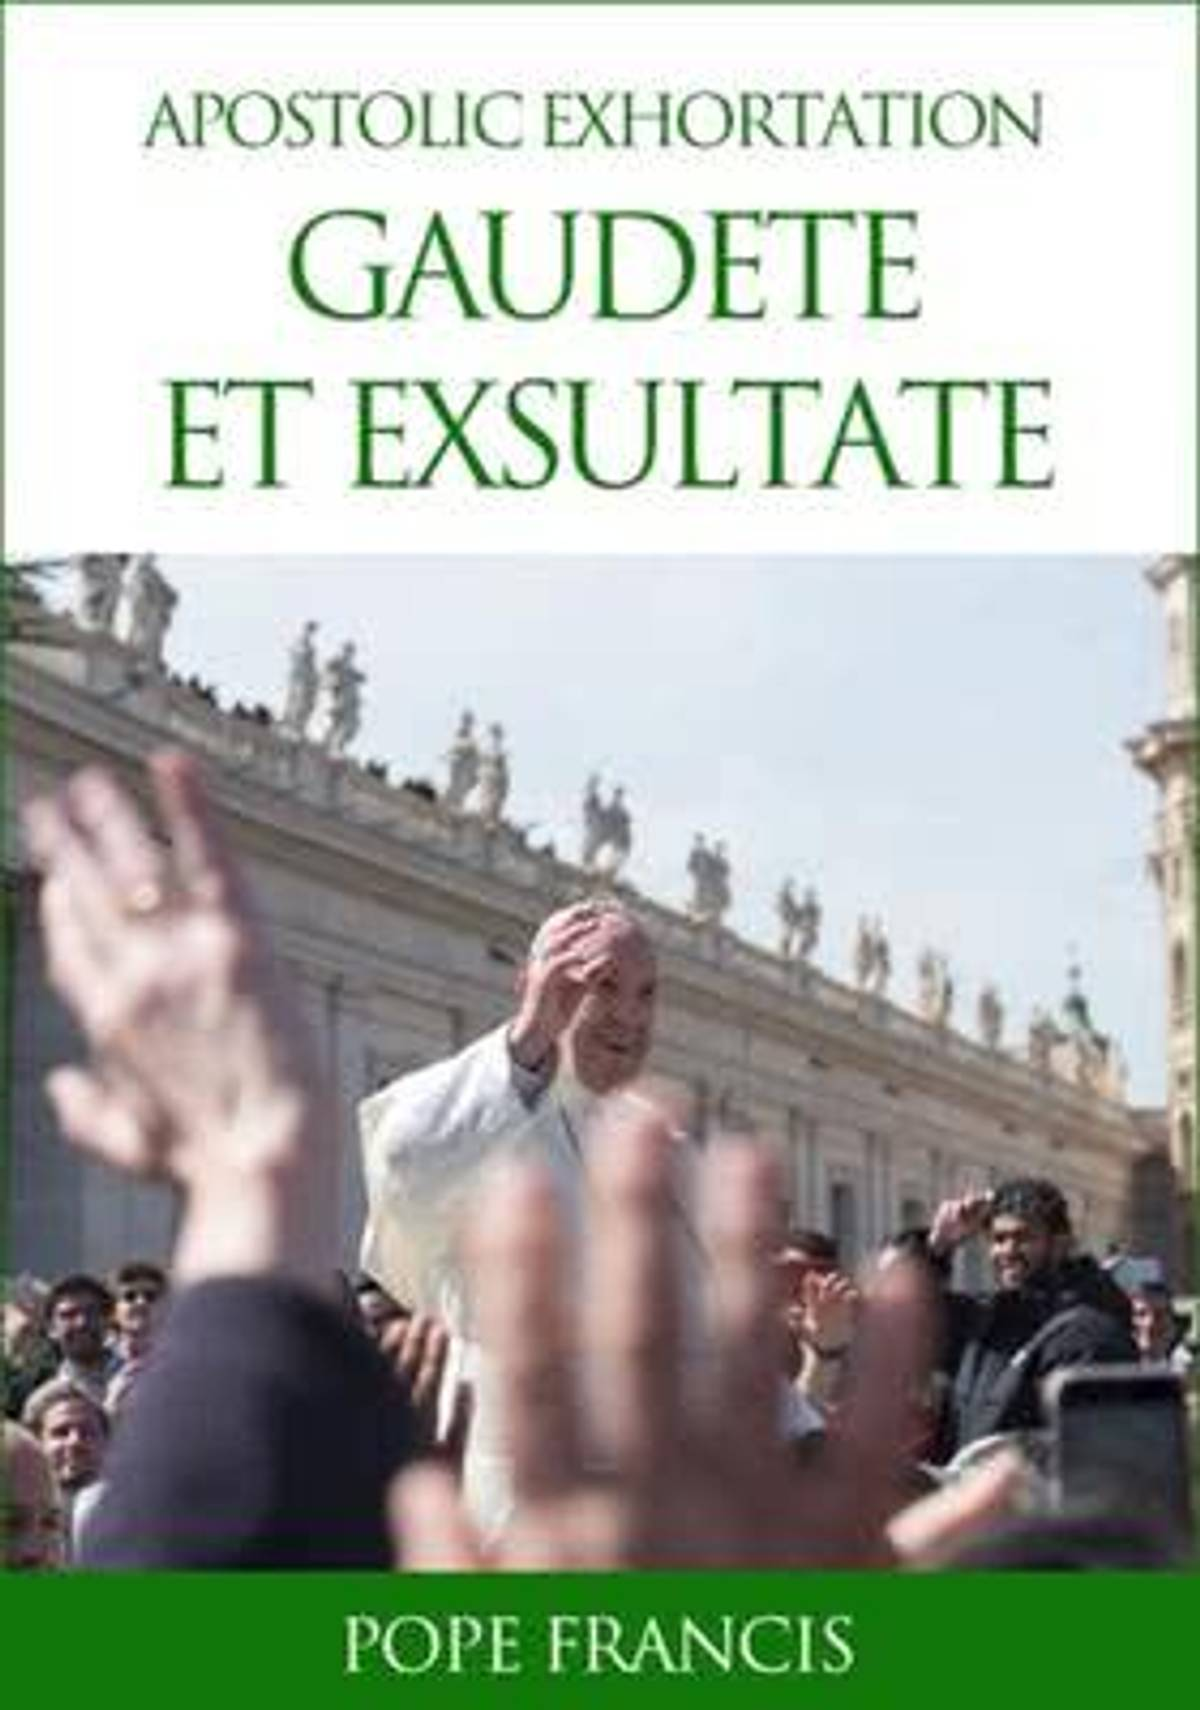 APOSTOLIC EXHORTATION
GAUDETE
ET EXSULTATE
POPE FRANCIS